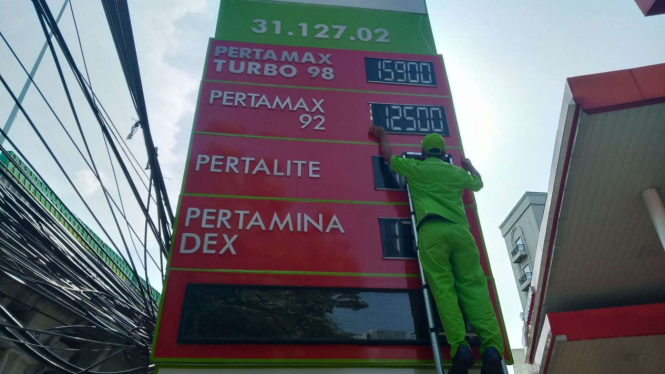 31.127.02
PERTAMAX
TURBO 98 15900
PERTAMAX
92 12500
PERTALITE
PERTAMINA
DEX